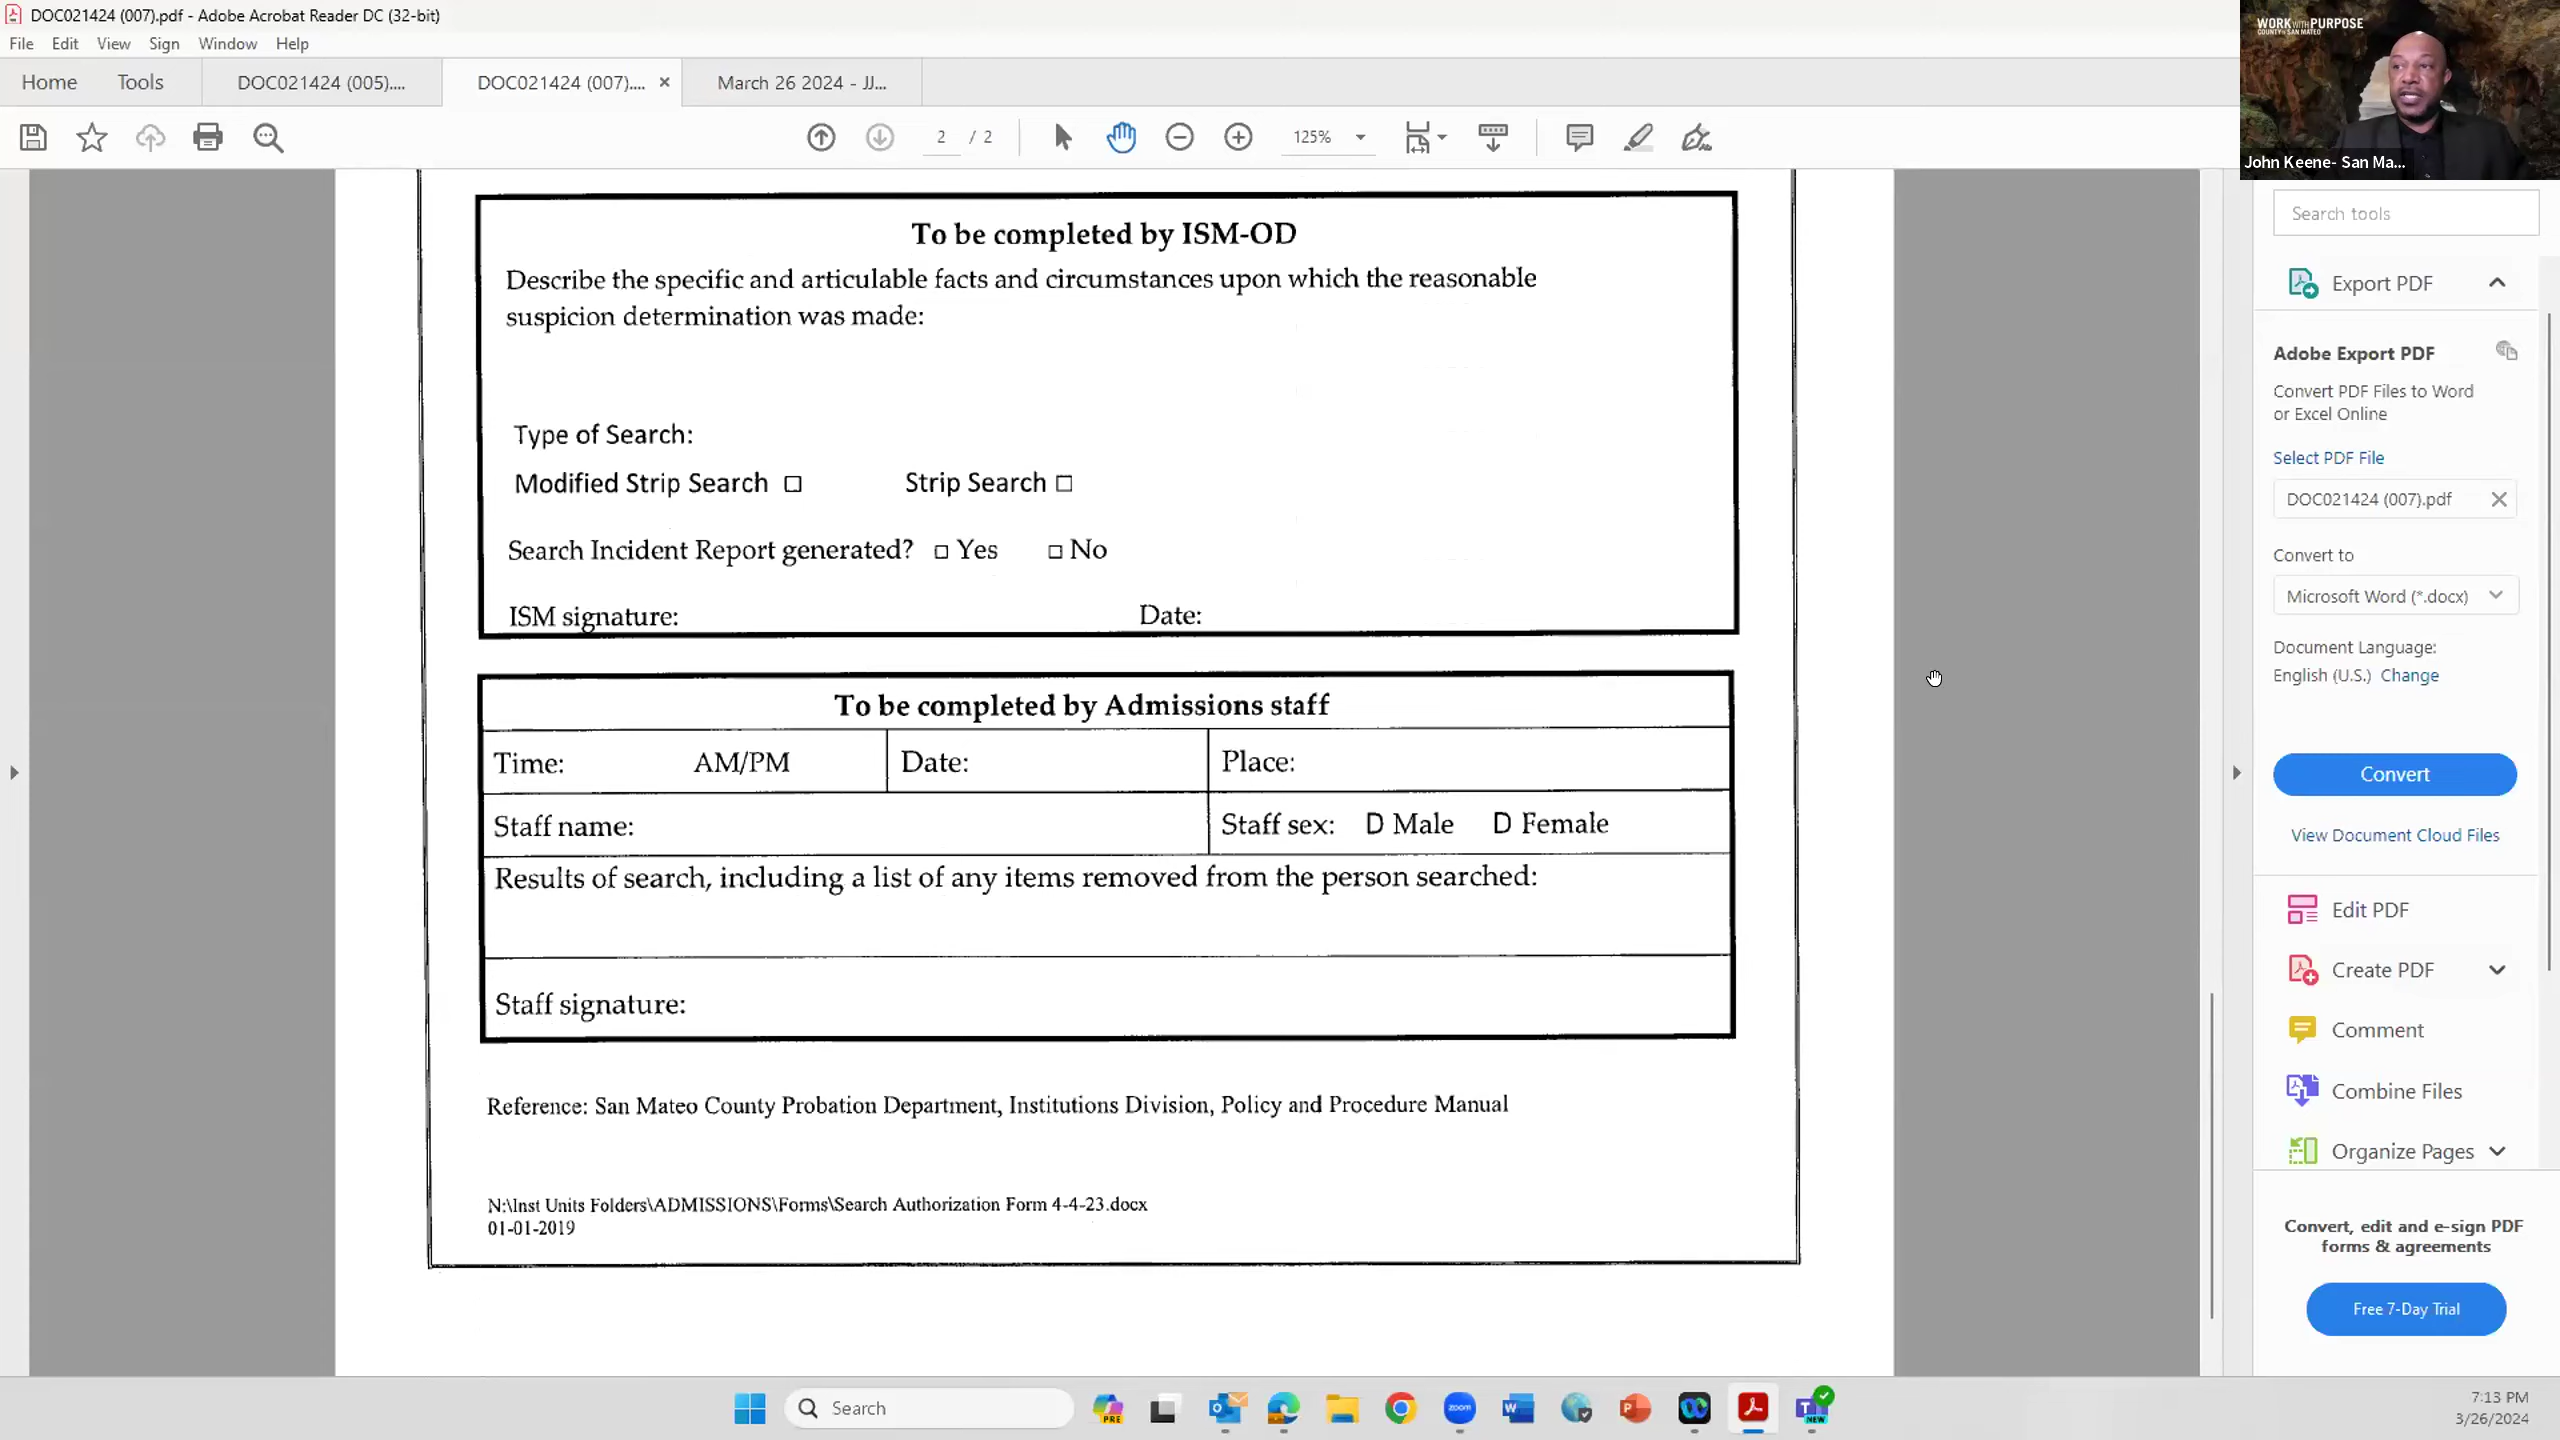 DOC021424 (007).pdf - Adobe Acrobat Reader DC (32-bit)
File Edit View Sign Window Help
Home Tools DOC021424 (005).... DOC021424 (007).... × March 26 2024 - JJ...
2 / 2 125%
WORK WITH PURPOSE
COUNTY OF SAN MATEO
John Keene- San Ma...
To be completed by ISM-OD
Describe the specific and articulable facts and circumstances upon which the reasonable
suspicion determination was made:
Type of Search:
Modified Strip Search □ Strip Search □
Search Incident Report generated? □ Yes □ No
ISM signature: Date:
To be completed by Admissions staff
Time: AM/PM Date: Place:
Staff name: Staff sex: D Male D Female
Results of search, including a list of any items removed from the person searched:
Staff signature:
Reference: San Mateo County Probation Department, Institutions Division, Policy and Procedure Manual
N:\Inst Units Folders\ADMISSIONS\Forms\Search Authorization Form 4-4-23.docx
01-01-2019
Search tools
Export PDF
Adobe Export PDF
Convert PDF Files to Word
or Excel Online
Select PDF File
DOC021424 (007).pdf
Convert to
Microsoft Word (*.docx)
Document Language:
English (U.S.) Change
Convert
View Document Cloud Files
Edit PDF
Create PDF
Comment
Combine Files
Organize Pages
Convert, edit and e-sign PDF
forms & agreements
Free 7-Day Trial
Search
PRE
zoom
NEW
7:13 PM
3/26/2024